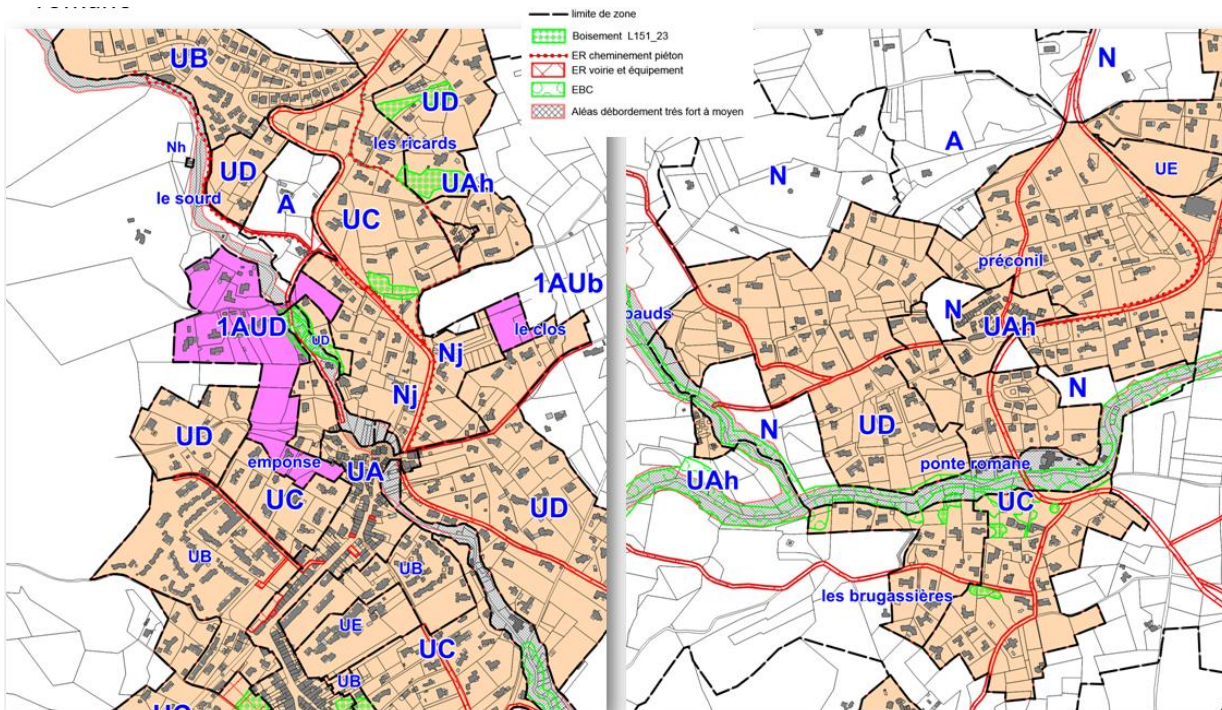 limite de zone
Boisement L151_23
ER cheminement piéton
ER voirie et équipement
EBC
Aléas débordement trés fort à moyen
UB
UD
les ricards
Nh
UD
UAh
le sourd
A
UC
1AUb
1AUD
UD
le clos
Nj
Nj
UD
emponse
UA
UC
UD
UB
UB
UE
UC
UB
N
A
N
UE
préconil
N
UAh
N
UD
N
ponte romane
UAh
UC
les brugassières